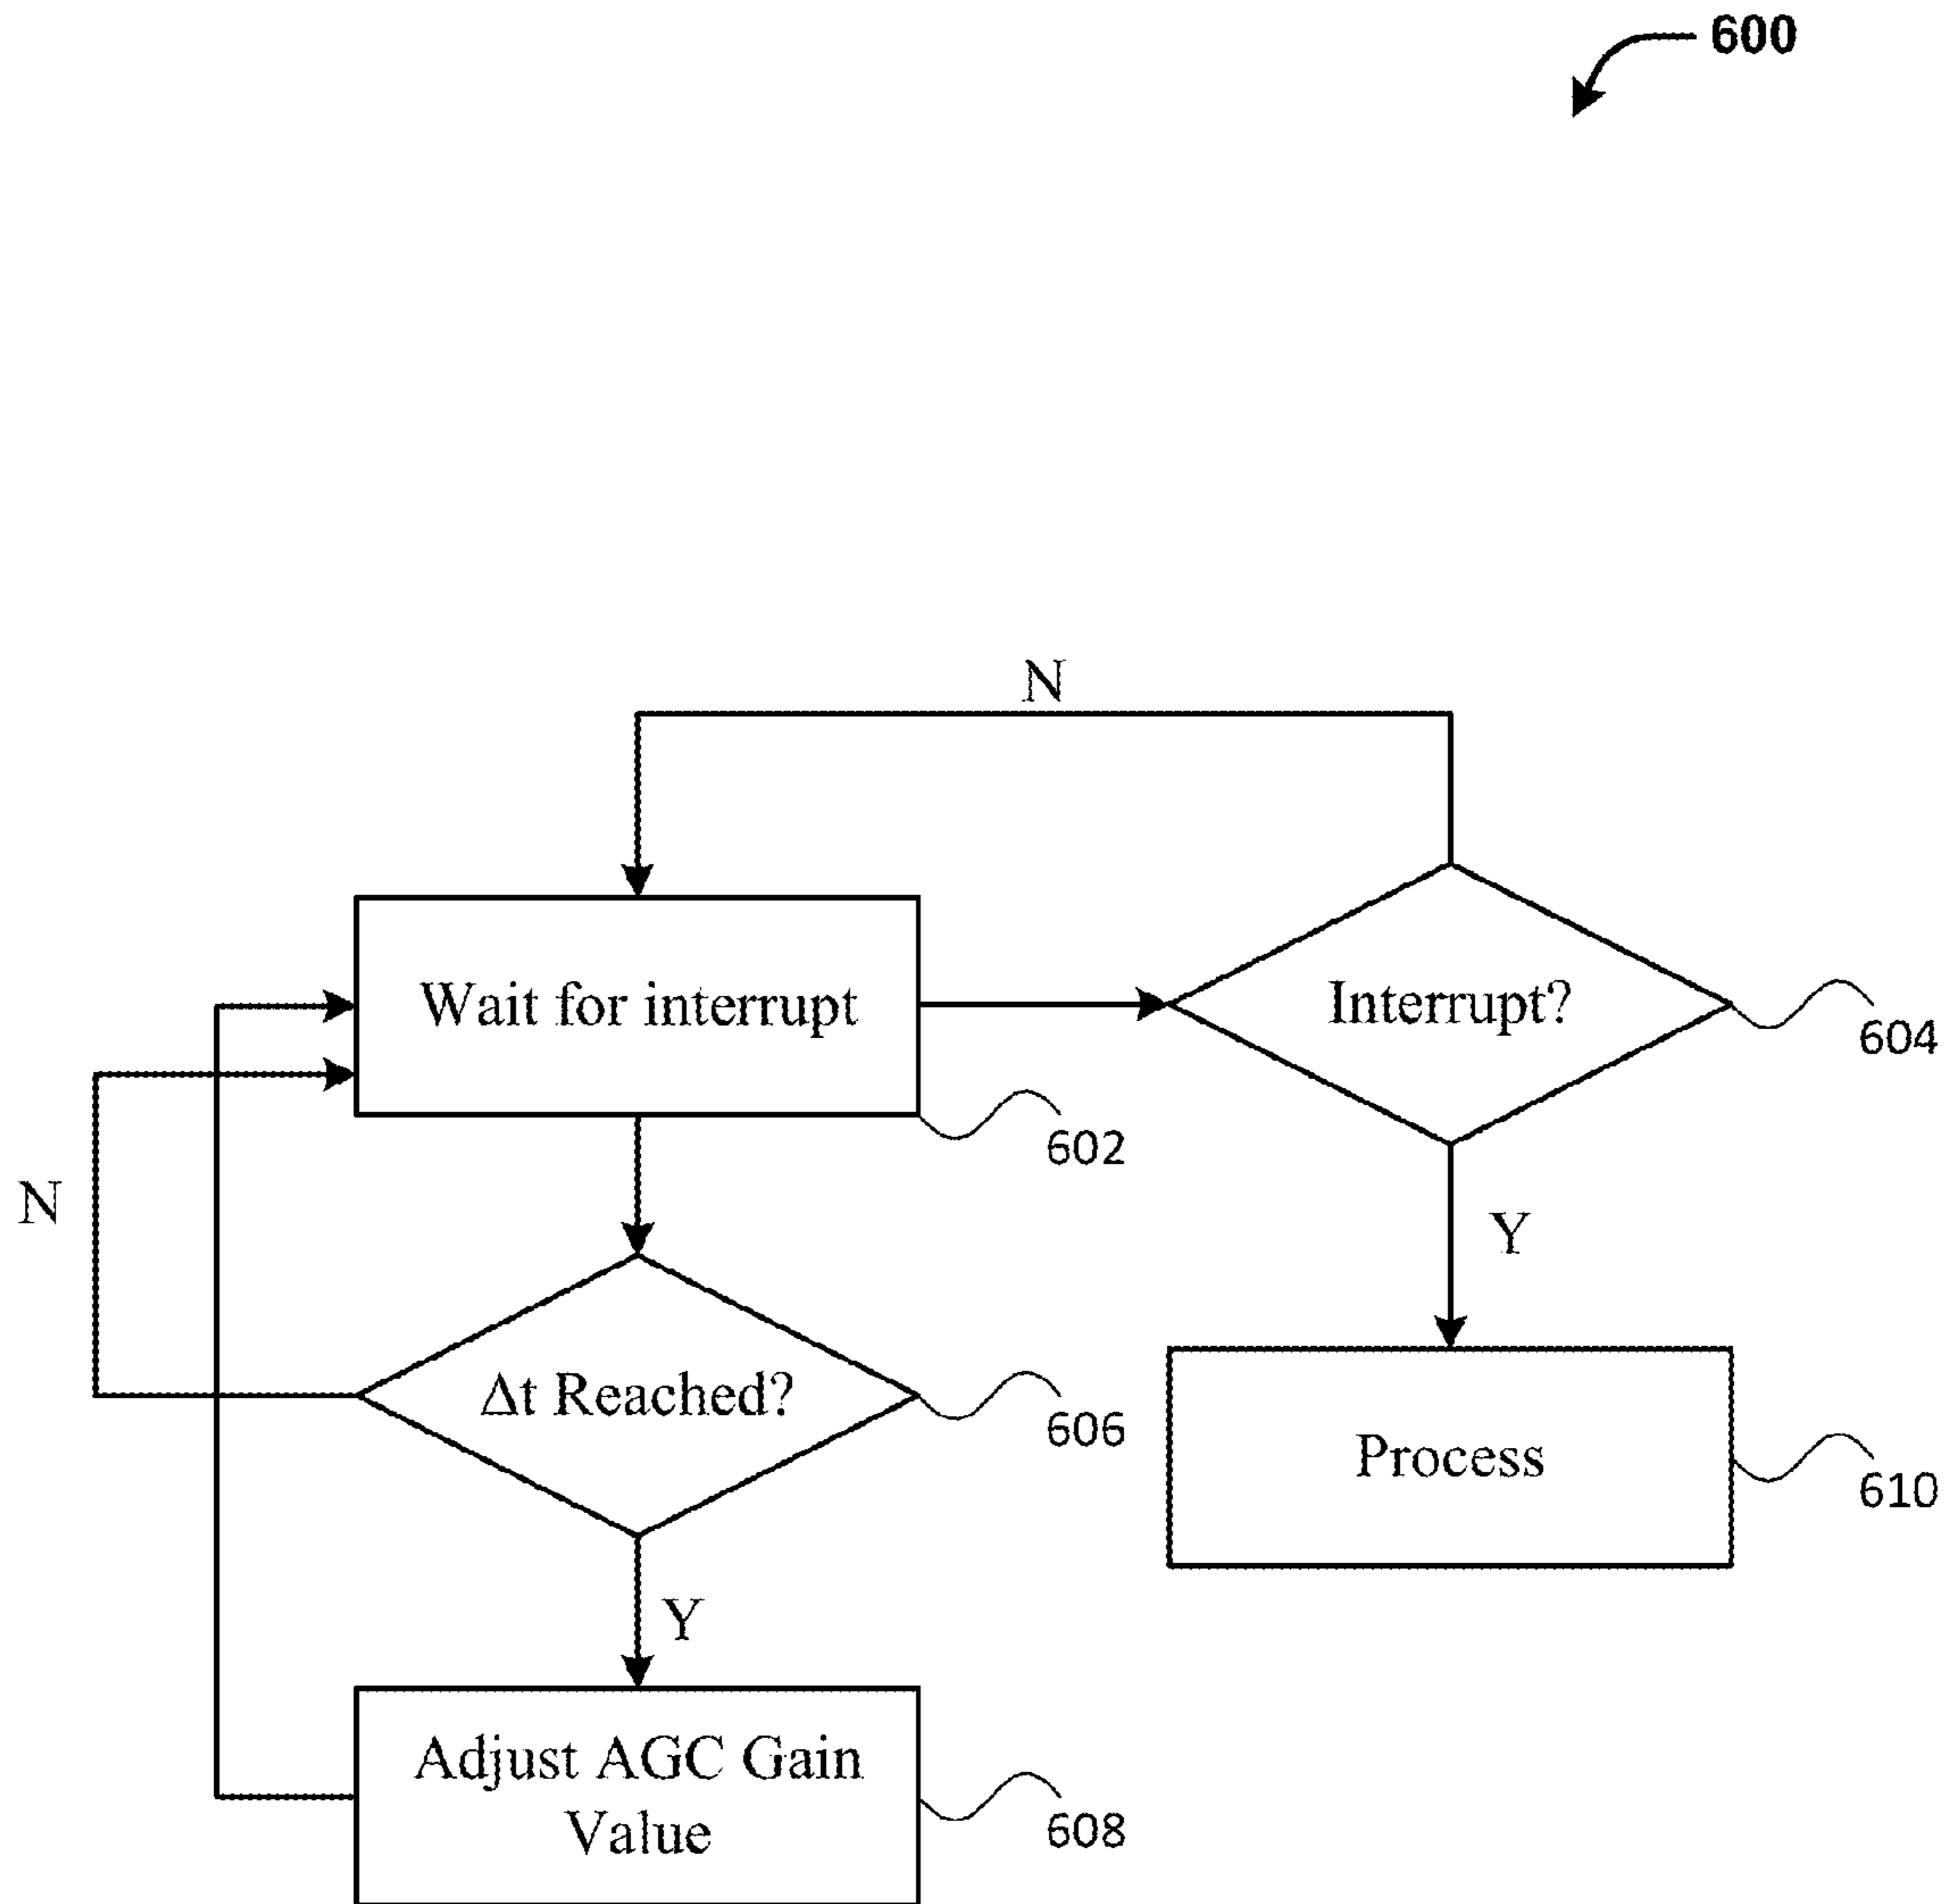 600
N
Wait for interrupt
Interrupt?
604
602
N
Y
Δt Reached?
606
Process
610
Y
Adjust AGC Gain
Value
608